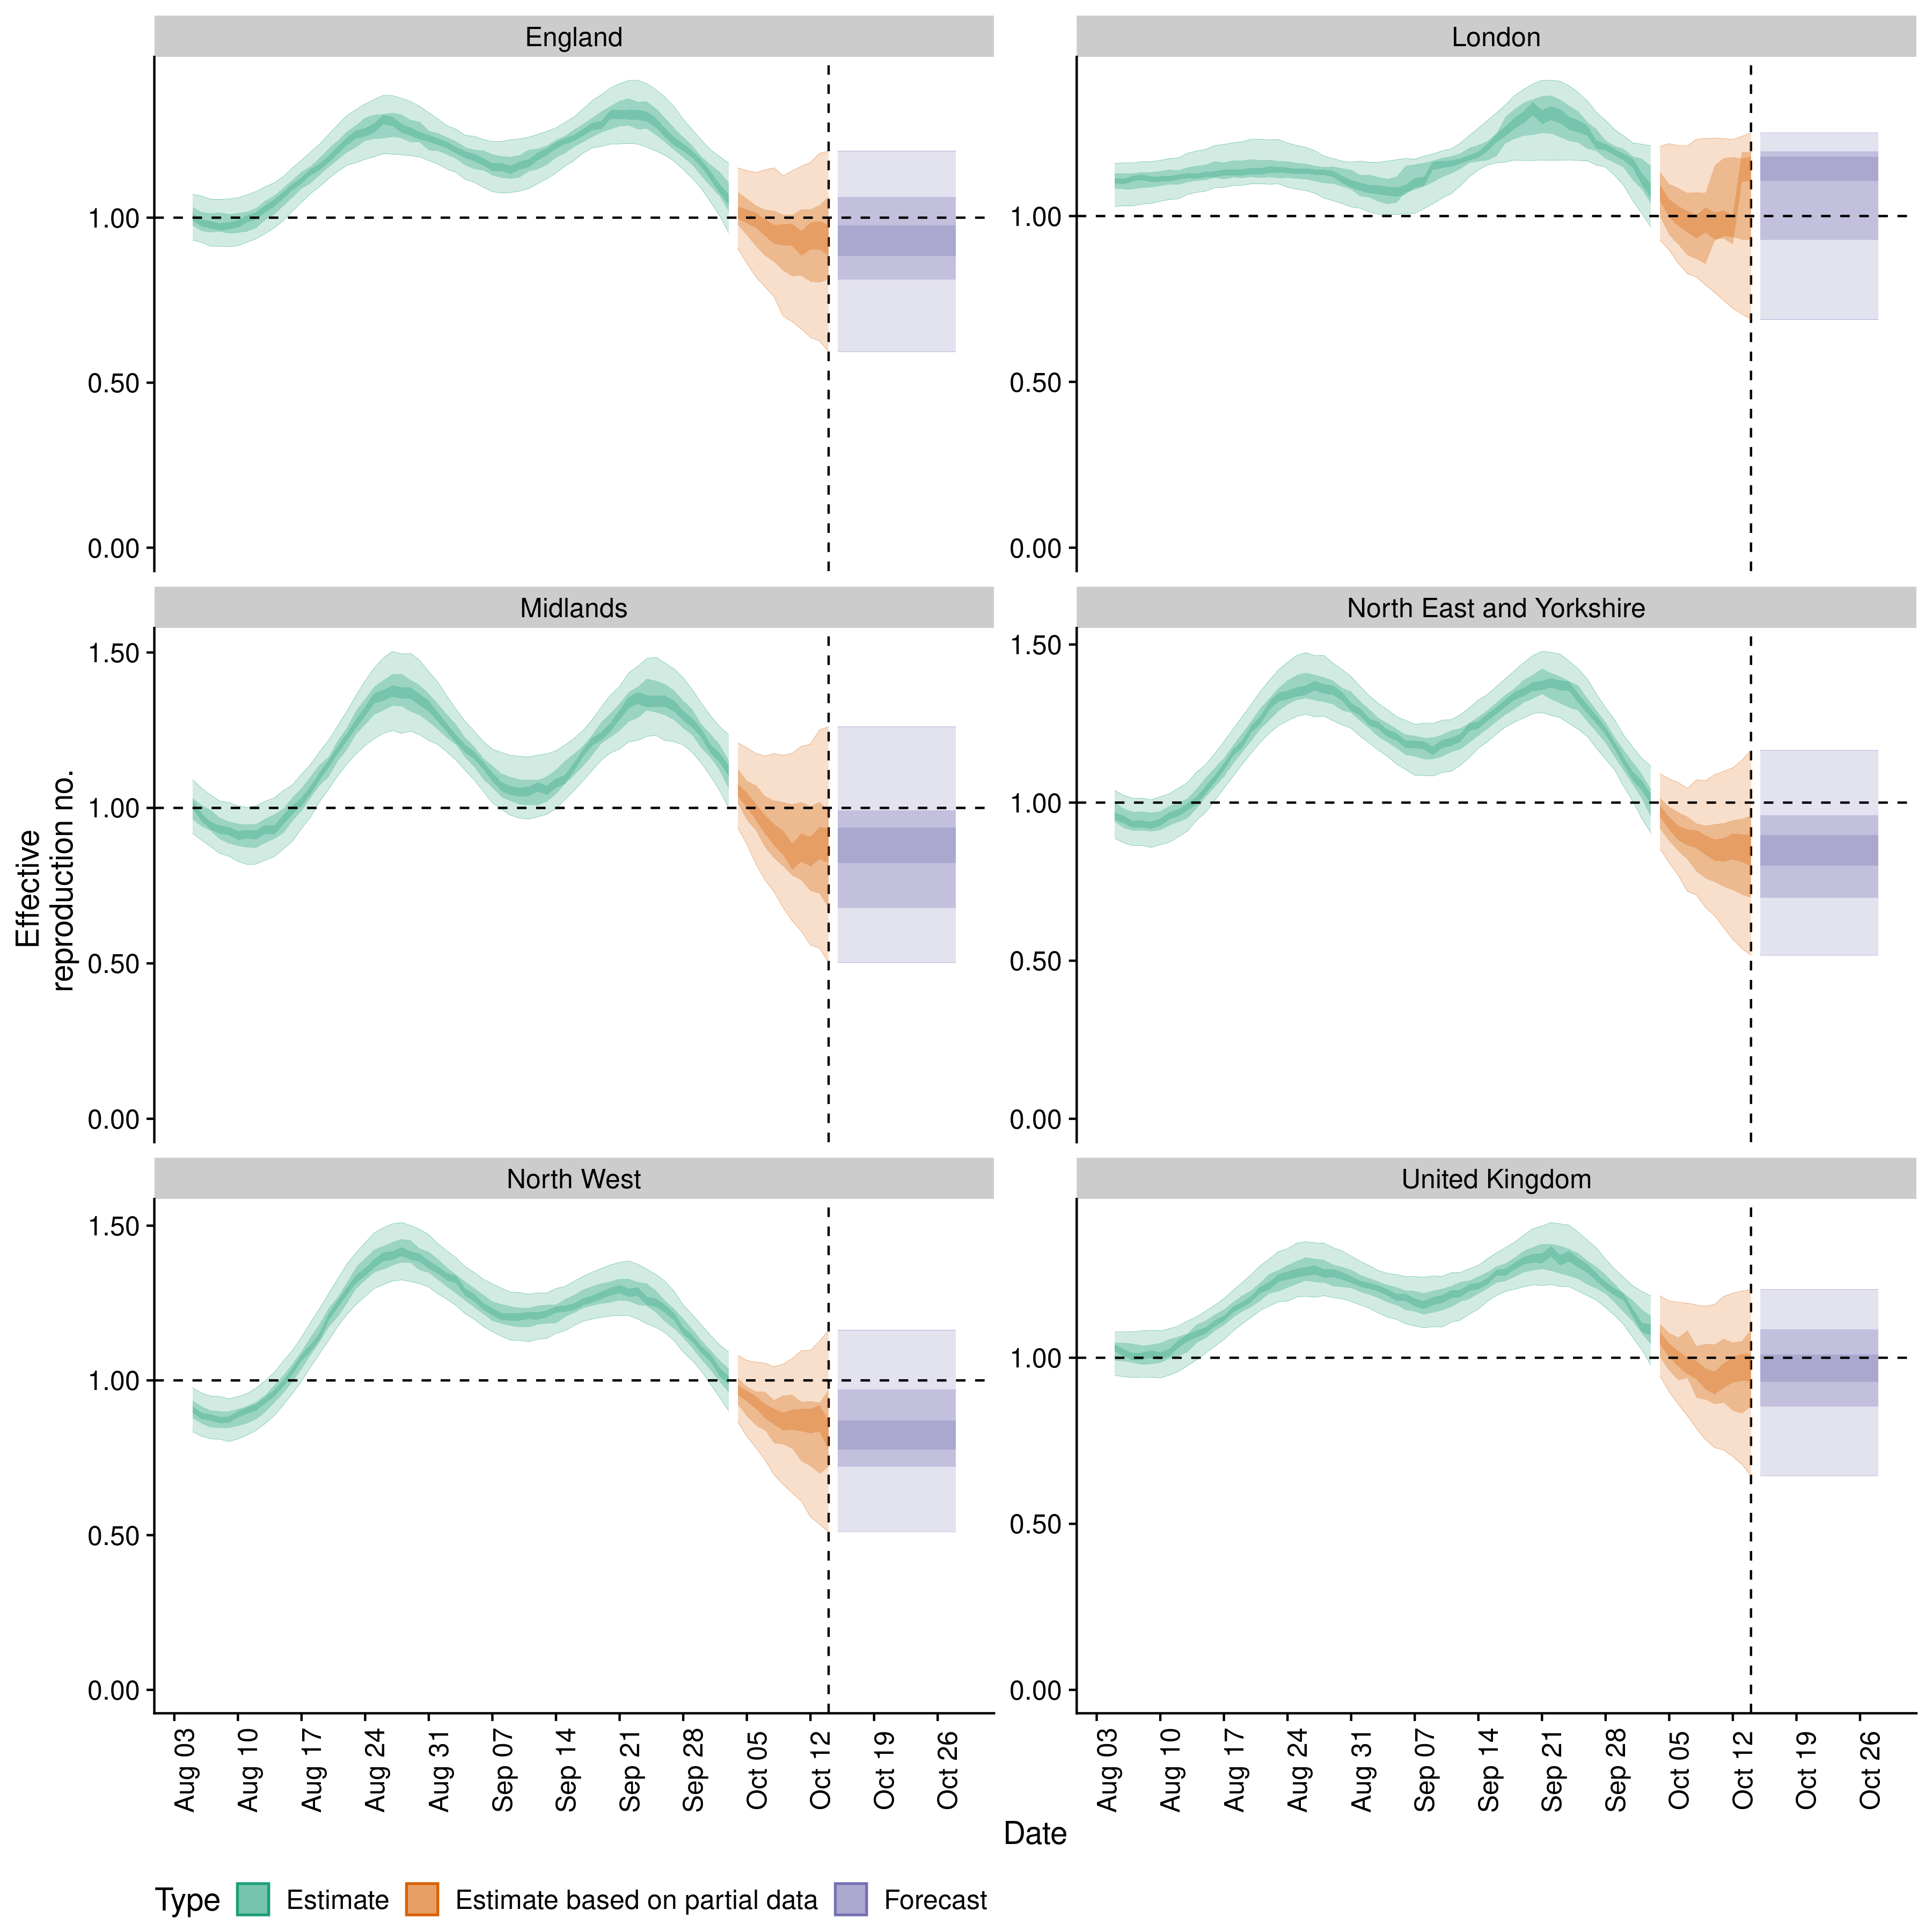 England
London
1.00
0.50
0.00
1.00
0.50
0.00
Midlands
North East and Yorkshire
1.50
1.00
0.50
0.00
1.50
1.00
0.50
0.00
Effective
reproduction no.
North West
United Kingdom
1.50
1.00
0.50
0.00
1.00
0.50
0.00
Aug 03
Aug 10
Aug 17
Aug 24
Aug 31
Sep 07
Sep 14
Sep 21
Sep 28
Oct 05
Oct 12
Oct 19
Oct 26
Aug 03
Aug 10
Aug 17
Aug 24
Aug 31
Sep 07
Sep 14
Sep 21
Sep 28
Oct 05
Oct 12
Oct 19
Oct 26
Date
Type Estimate Estimate based on partial data Forecast